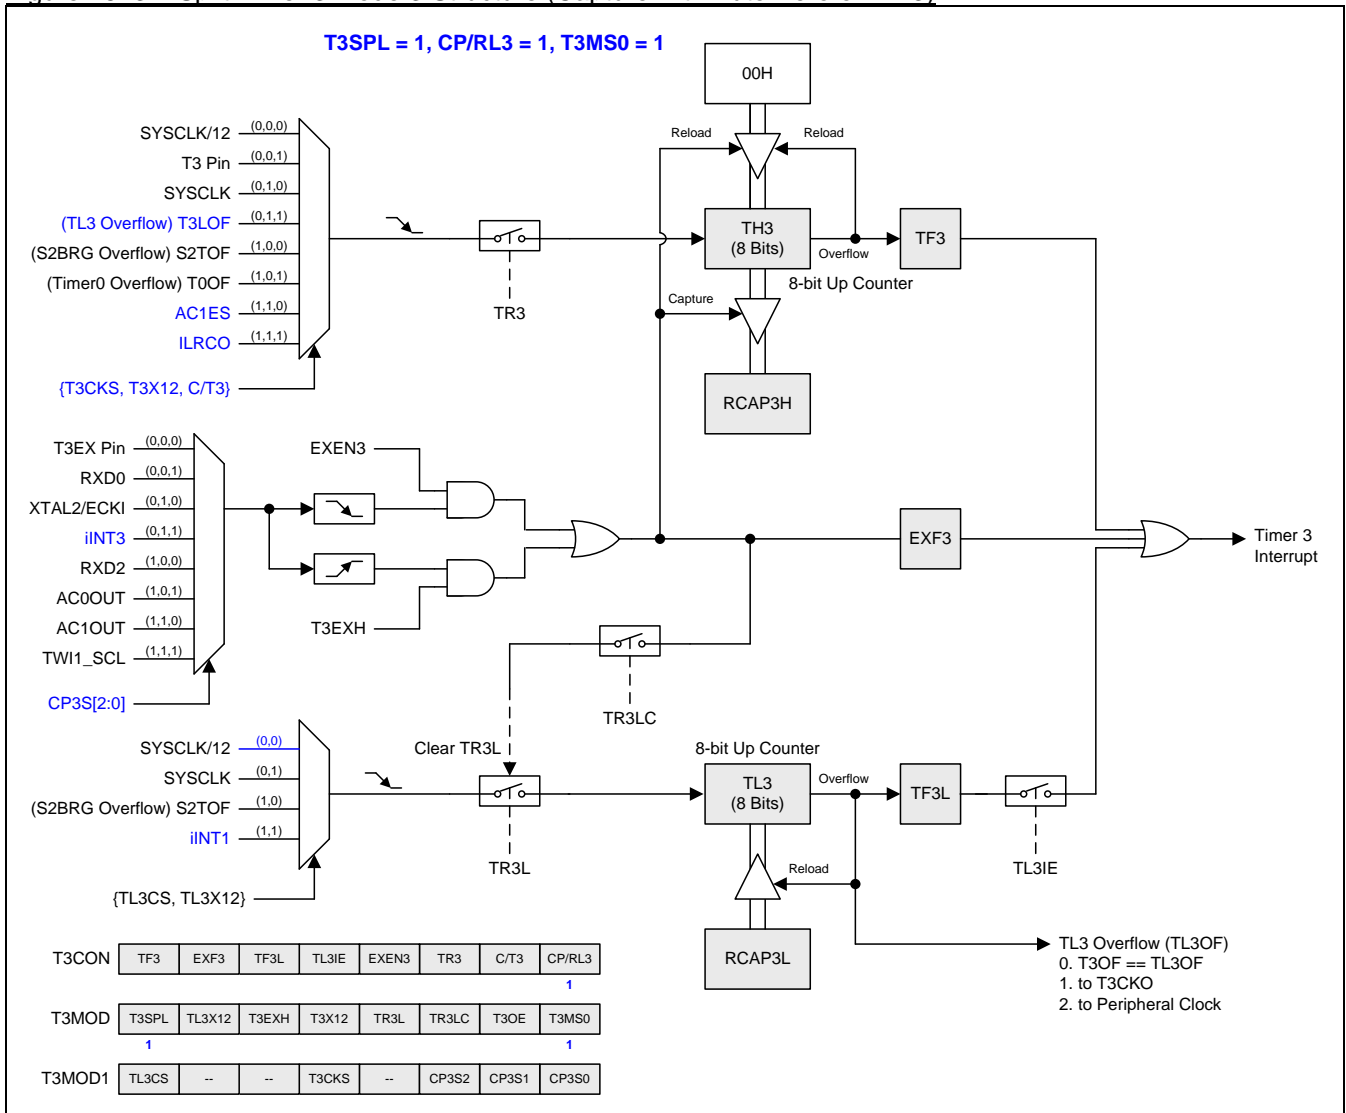 T3SPL = 1, CP/RL3 = 1, T3MS0 = 1
00H
Reload
Reload
SYSCLK/12 (0,0,0)
T3 Pin (0,0,1)
SYSCLK (0,1,0)
(TL3 Overflow) T3LOF (0,1,1)
(S2BRG Overflow) S2TOF (1,0,0)
(Timer0 Overflow) T0OF (1,0,1)
AC1ES (1,1,0)
ILRCO (1,1,1)
{T3CKS, T3X12, C/T3}
TR3
TH3
(8 Bits)
Overflow
TF3
8-bit Up Counter
Capture
RCAP3H
T3EX Pin (0,0,0)
RXD0 (0,0,1)
XTAL2/ECKI (0,1,0)
iINT3 (0,1,1)
RXD2 (1,0,0)
AC0OUT (1,0,1)
AC1OUT (1,1,0)
TWI1_SCL (1,1,1)
CP3S[2:0]
EXEN3
T3EXH
EXF3
Timer 3
Interrupt
TR3LC
SYSCLK/12 (0,0)
SYSCLK (0,1)
(S2BRG Overflow) S2TOF (1,0)
iINT1 (1,1)
{TL3CS, TL3X12}
Clear TR3L
TR3L
8-bit Up Counter
TL3
(8 Bits)
Overflow
TF3L
TL3IE
Reload
RCAP3L
TL3 Overflow (TL3OF)
0. T3OF == TL3OF
1. to T3CKO
2. to Peripheral Clock
T3CON TF3 EXF3 TF3L TL3IE EXEN3 TR3 C/T3 CP/RL3
1
T3MOD T3SPL TL3X12 T3EXH T3X12 TR3L TR3LC T3OE T3MS0
1 1
T3MOD1 TL3CS -- -- T3CKS -- CP3S2 CP3S1 CP3S0